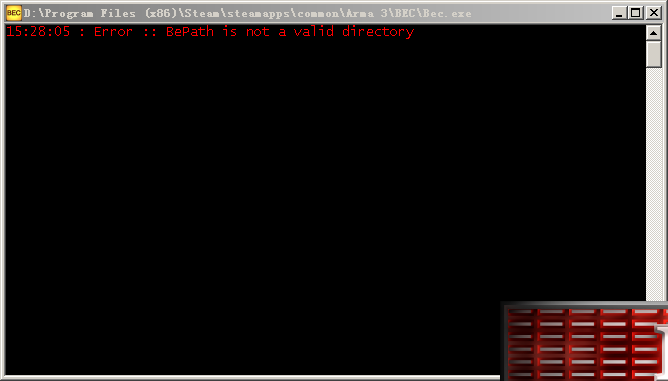 BEC D:\Program Files (x86)\Steam\steamapps\common\Arma 3\BEC\Bec.exe
15:28:05 : Error :: BePath is not a valid directory